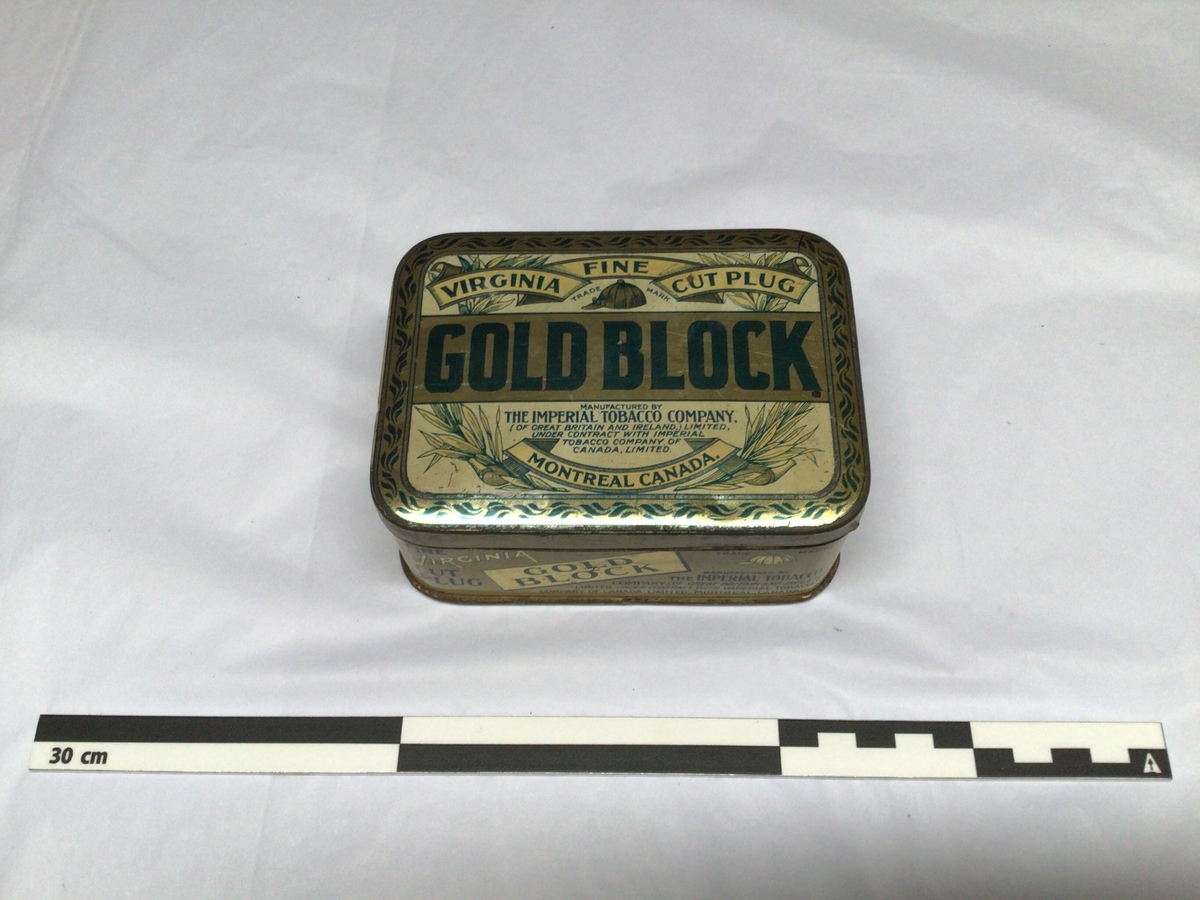 FINE
VIRGINIA CUT PLUG
TRADE MARK
GOLD BLOCK
MANUFACTURED BY
THE IMPERIAL TOBACCO COMPANY,
(OF GREAT BRITAIN AND IRELAND,) LIMITED,
UNDER CONTRACT WITH IMPERIAL
TOBACCO COMPANY OF
CANADA, LIMITED.
MONTREAL CANADA.
VIRGINIA
GOLD
BLOCK
PLUG
THE IMPERIAL TOBACCO
30 cm